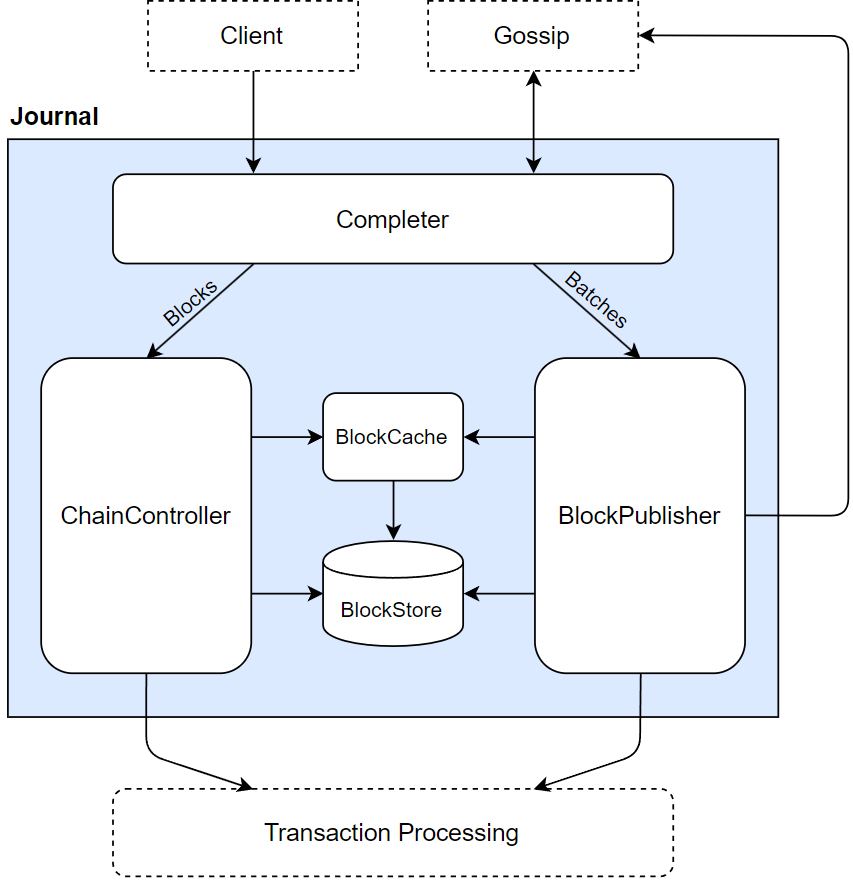 Client
Gossip
Journal
Completer
Blocks
Batches
BlockCache
ChainController
BlockPublisher
BlockStore
Transaction Processing